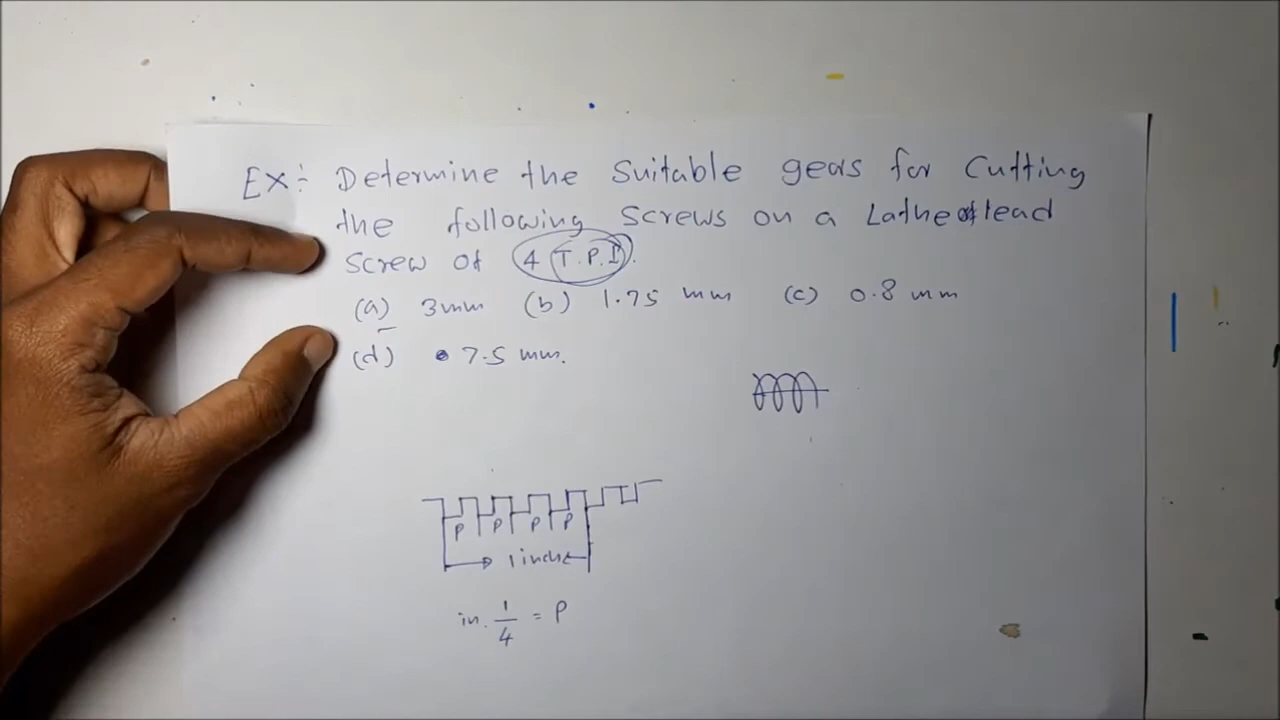 Ex:- Determine the Suitable gears for Cutting
the following Screws on a Lathe of lead
Screw of 4 T.P.I.
(a) 3mm (b) 1.75 mm (c) 0.8 mm
(d) 7.5 mm.
P P P P
1 inch
in. 1/4 = P